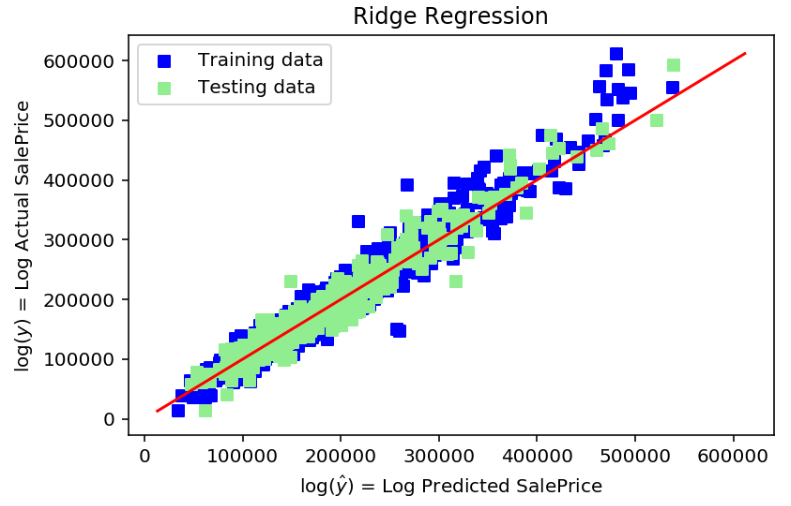 Ridge Regression
Training data
Testing data
log(y) = Log Actual SalePrice
600000
500000
400000
300000
200000
100000
0
0 100000 200000 300000 400000 500000 600000
log(ŷ) = Log Predicted SalePrice